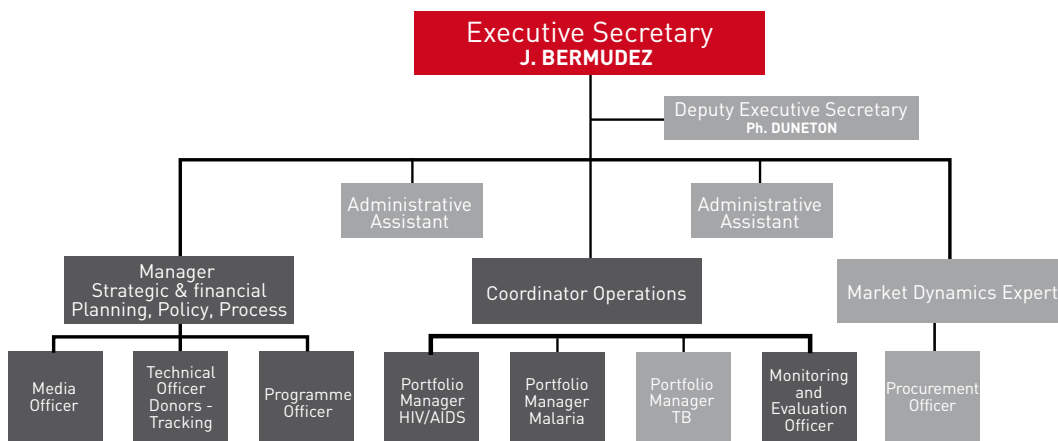 Executive Secretary
J. BERMUDEZ
Deputy Executive Secretary
Ph. DUNETON
Administrative
Assistant
Administrative
Assistant
Manager
Strategic & financial
Planning, Policy, Process
Coordinator Operations
Market Dynamics Expert
Media
Officer
Technical
Officer
Donors -
Tracking
Programme
Officer
Portfolio
Manager
HIV/AIDS
Portfolio
Manager
Malaria
Portfolio
Manager
TB
Monitoring
and
Evaluation
Officer
Procurement
Officer